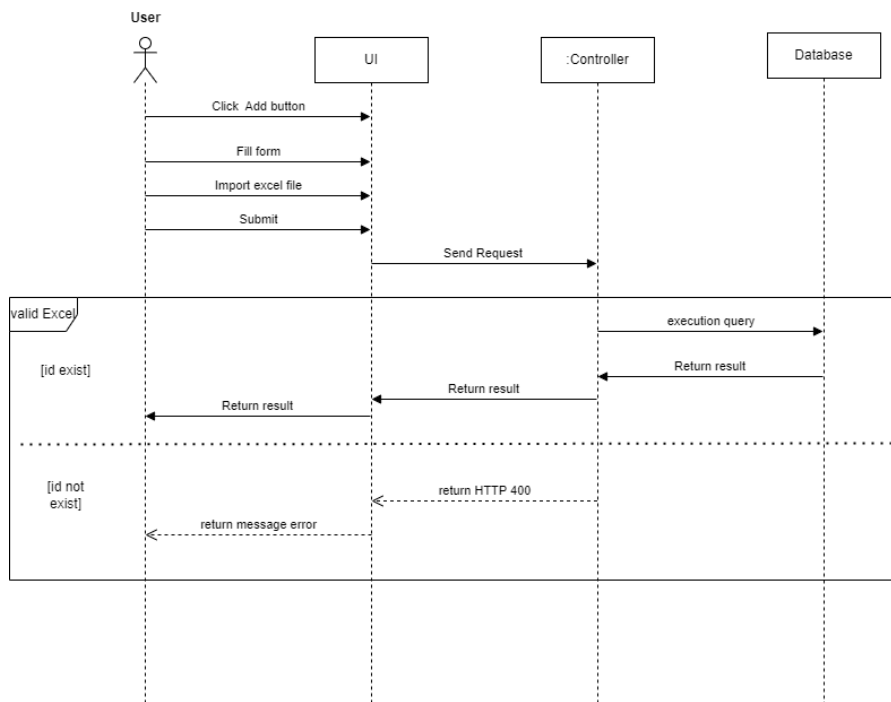 User
UI
:Controller
Database
Click Add button
Fill form
Import excel file
Submit
Send Request
valid Excel
execution query
[id exist]
Return result
Return result
Return result
[id not
exist]
return HTTP 400
return message error